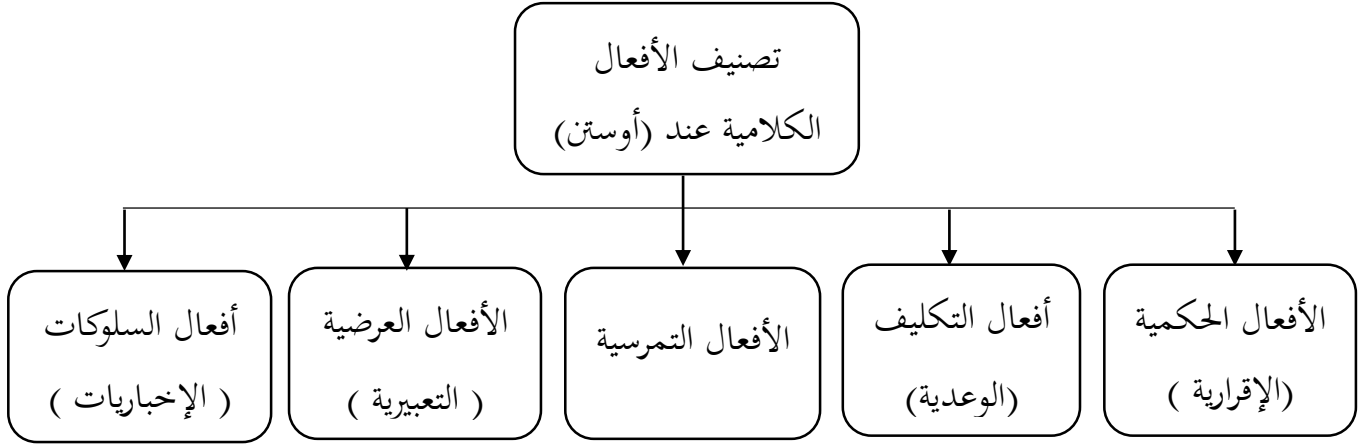 تصنيف الأفعال
الكلامية عند (أوستن)
الأفعال الحكمية
(الإقرارية )
أفعال التكليف
(الوعدية)
الأفعال التمرسية
الأفعال العرضية
( التعبيرية )
أفعال السلوكات
( الإخباريات )